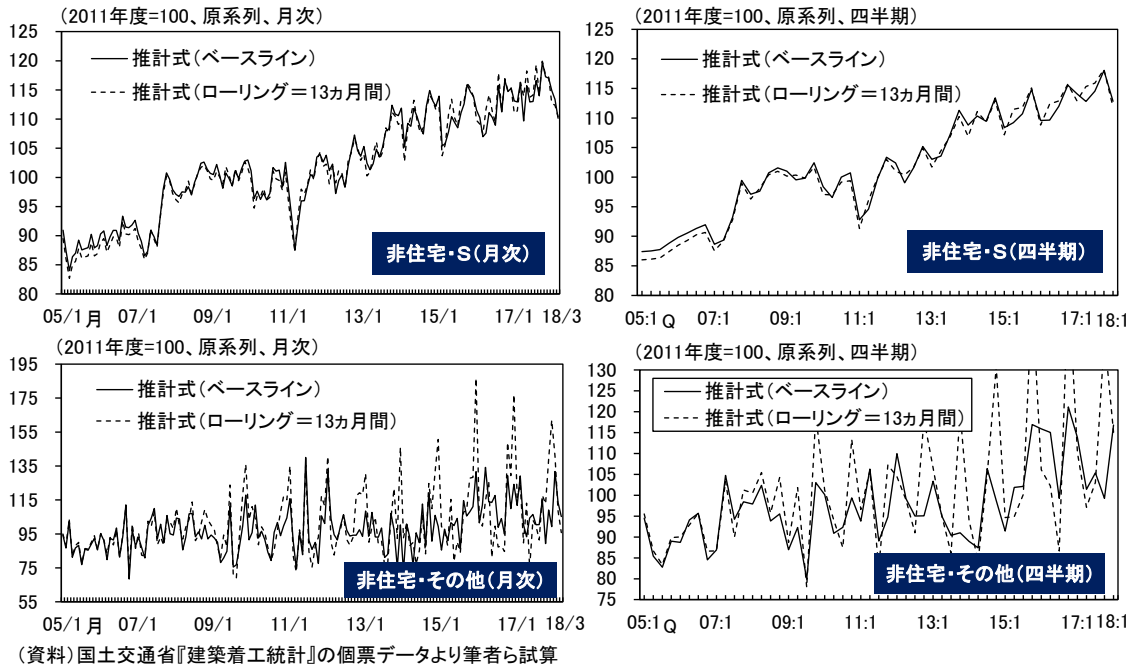 (2011年度=100、原系列、月次)
125
120
115
110
105
100
95
90
85
80
推計式(ベースライン)
推計式(ローリング=13ヵ月間)
非住宅・S(月次)
05/1 月 07/1 09/1 11/1 13/1 15/1 17/1 18/3
(2011年度=100、原系列、四半期)
125
120
115
110
105
100
95
90
85
80
推計式(ベースライン)
推計式(ローリング=13ヵ月間)
非住宅・S(四半期)
05:1 Q 07:1 09:1 11:1 13:1 15:1 17:1 18:1
(2011年度=100、原系列、月次)
195
175
155
135
115
95
75
55
推計式(ベースライン)
推計式(ローリング=13ヵ月間)
非住宅・その他(月次)
05/1 月 07/1 09/1 11/1 13/1 15/1 17/1 18/3
(2011年度=100、原系列、四半期)
130
125
120
115
110
105
100
95
90
85
80
75
推計式(ベースライン)
推計式(ローリング=13ヵ月間)
非住宅・その他(四半期)
05:1 Q 07:1 09:1 11:1 13:1 15:1 17:1 18:1
(資料)国土交通省『建築着工統計』の個票データより筆者ら試算